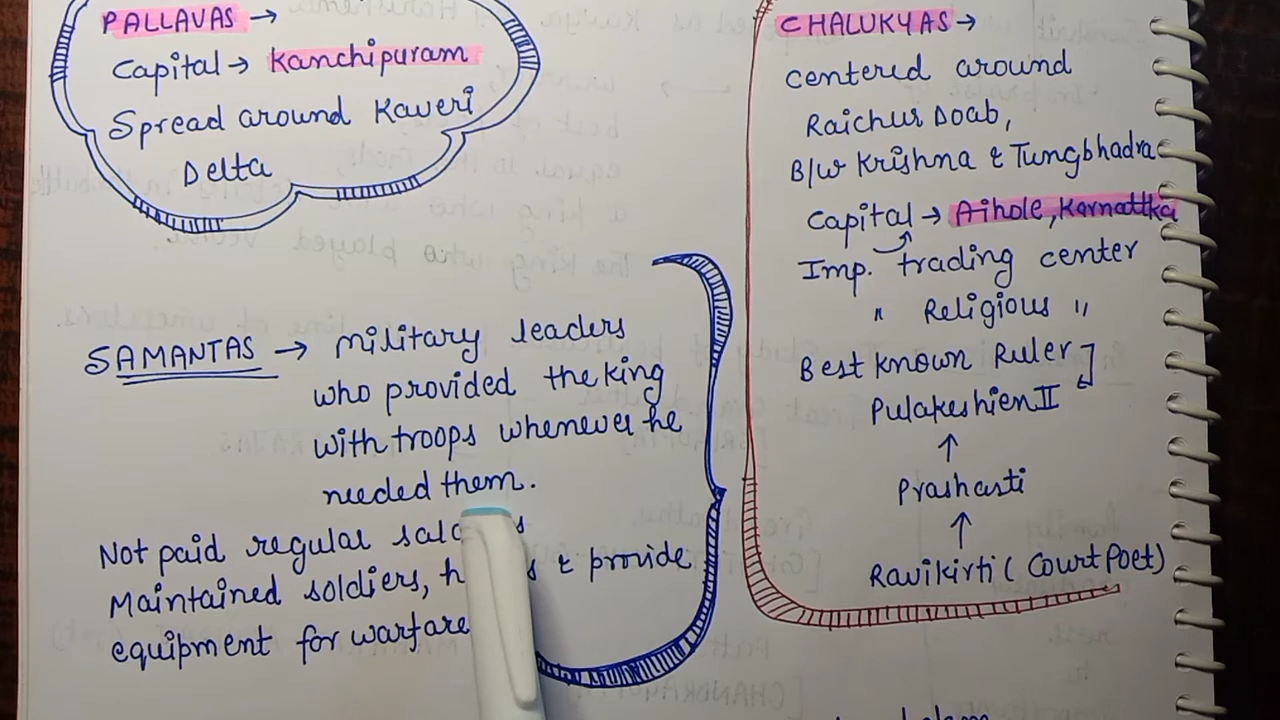 PALLAVAS →
Capital → Kanchipuram
Spread around Kaveri
Delta
SAMANTAS → Military leaders
who provided the king
with troops whenever he
needed them.
Not paid regular
Maintained soldiers, & provide
equipment for warfare
CHALUKYAS →
Centered around
Raichur Doab,
B/w Krishna & Tungbhadra
Capital → Aihole, Karnattka
Imp. trading center
" Religious "
Best known Ruler
Pulakeshien II
↑
Prashasti
↑
Ravikirti (Court Poet)